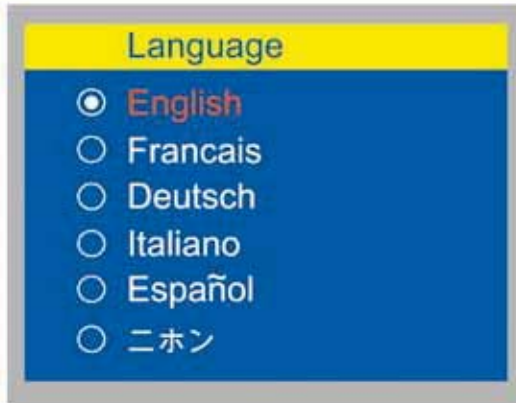 Language
English
Francais
Deutsch
Italiano
Español
ニホン